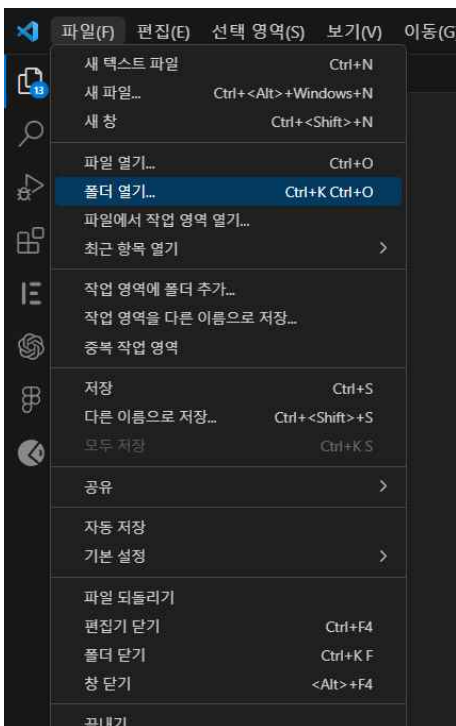 파일(F) 편집(E) 선택 영역(S) 보기(V) 이동(G
새 텍스트 파일 Ctrl+N
새 파일... Ctrl+<Alt>+Windows+N
새 창 Ctrl+<Shift>+N
파일 열기... Ctrl+O
폴더 열기... Ctrl+K Ctrl+O
파일에서 작업 영역 열기...
최근 항목 열기
작업 영역에 폴더 추가...
작업 영역을 다른 이름으로 저장...
중복 작업 영역
저장 Ctrl+S
다른 이름으로 저장... Ctrl+<Shift>+S
모두 저장 Ctrl+K S
공유
자동 저장
기본 설정
파일 되돌리기
편집기 닫기 Ctrl+F4
폴더 닫기 Ctrl+K F
창 닫기 <Alt>+F4
끝내기
13